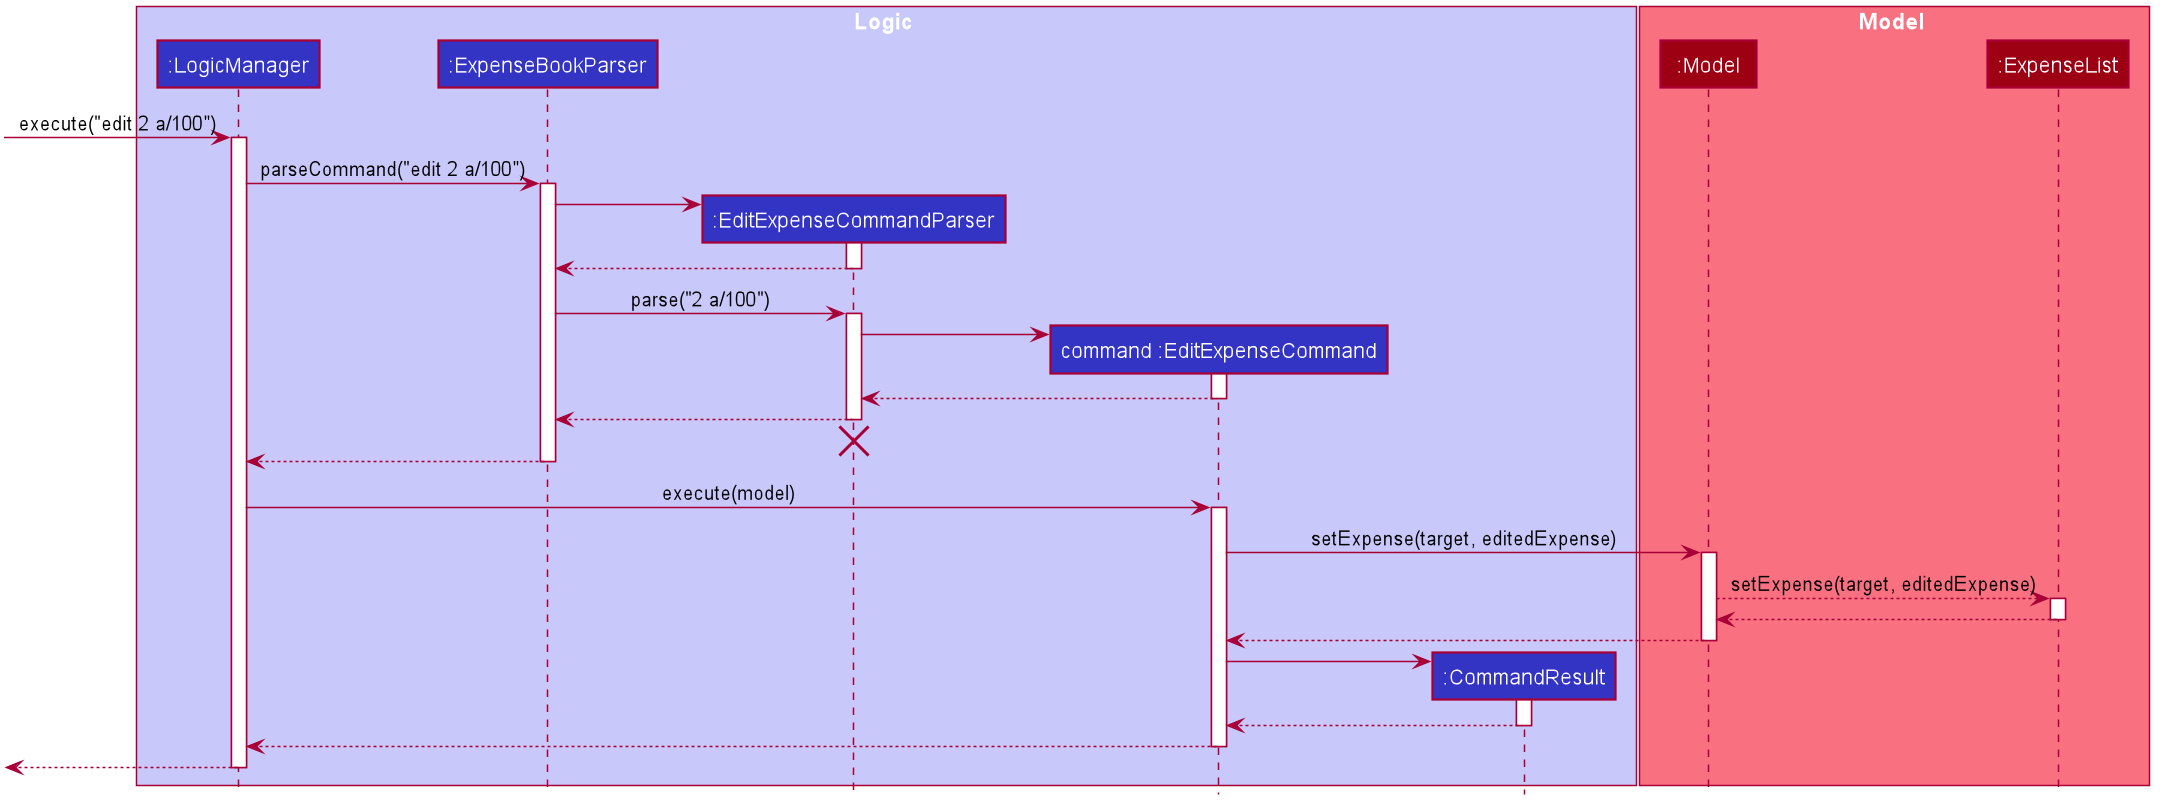 Logic
Model
:LogicManager
:ExpenseBookParser
:Model
:ExpenseList
execute("edit 2 a/100")
parseCommand("edit 2 a/100")
:EditExpenseCommandParser
parse("2 a/100")
command :EditExpenseCommand
execute(model)
setExpense(target, editedExpense)
setExpense(target, editedExpense)
:CommandResult